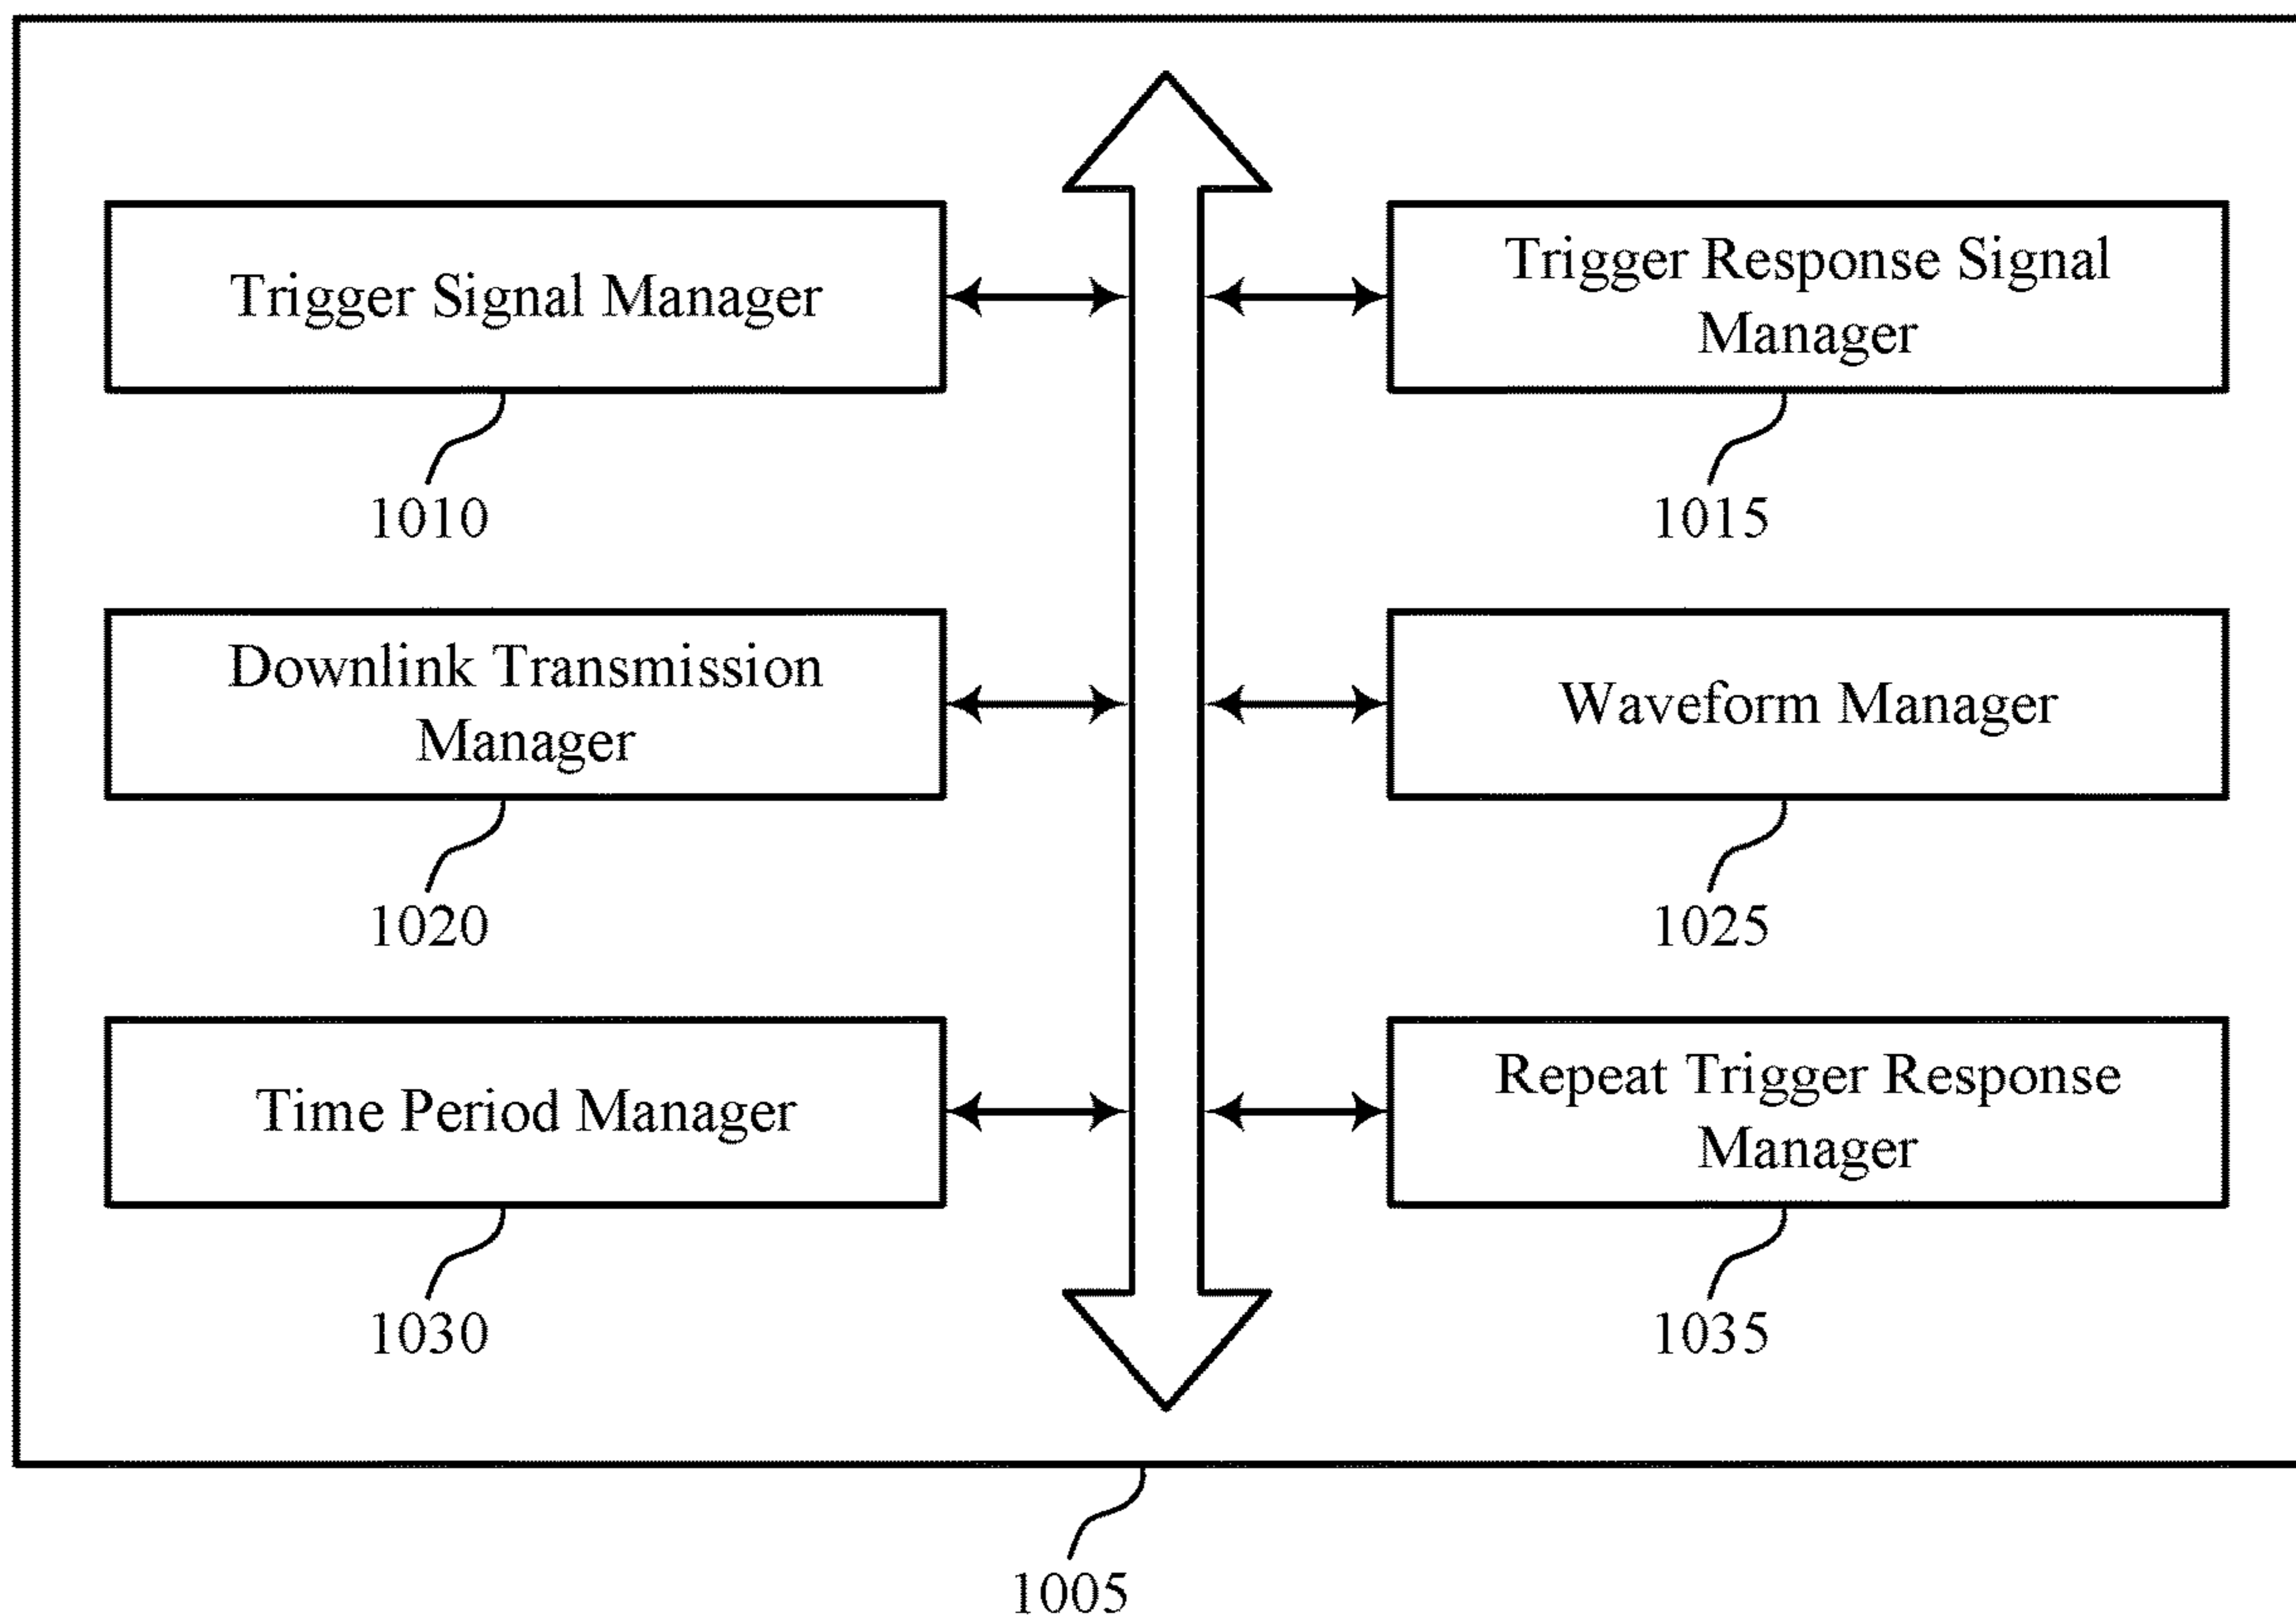 Trigger Signal Manager
1010
Trigger Response Signal
Manager
1015
Downlink Transmission
Manager
1020
Waveform Manager
1025
Time Period Manager
1030
Repeat Trigger Response
Manager
1035
1005